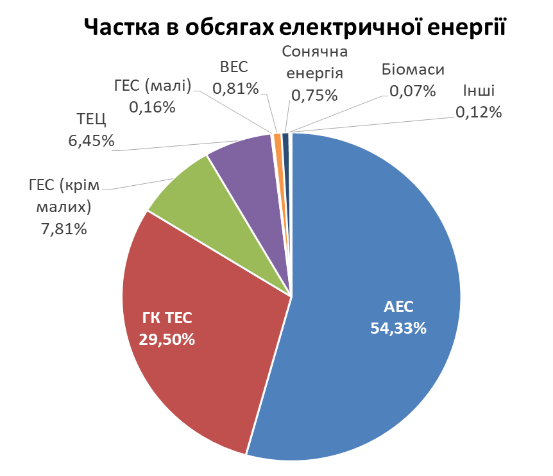 Частка в обсягах електричної енергії
Сонячна
енергія
0,75%
ВЕС
0,81%
Біомаси
0,07%
Інші
0,12%
ГЕС (малі)
0,16%
ТЕЦ
6,45%
ГЕС (крім
малих)
7,81%
ГК ТЕС
29,50%
АЕС
54,33%